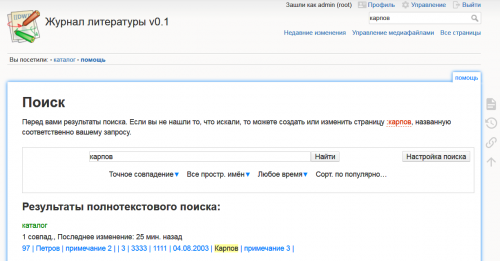 Зашли как admin (root) Профиль Управление Выйти
Журнал литературы v0.1
карпов
Недавние изменения Управление медиафайлами Все страницы
Вы посетили: • каталог • помощь
помощь
Поиск
Перед вами результаты поиска. Если вы не нашли то, что искали, то можете создать или изменить страницу :карпов, названную
соответственно вашему запросу.
карпов Найти Настройка поиска
Точное совпадение▼ Все простр. имён▼ Любое время▼ Сорт. по популярно…
Результаты полнотекстового поиска:
каталог
1 совпад., Последнее изменение: 25 мин. назад
97 | Петров | примечание 2 | | 3 | 3333 | 1111 | 04.08.2003 | Карпов | примечание 3 |